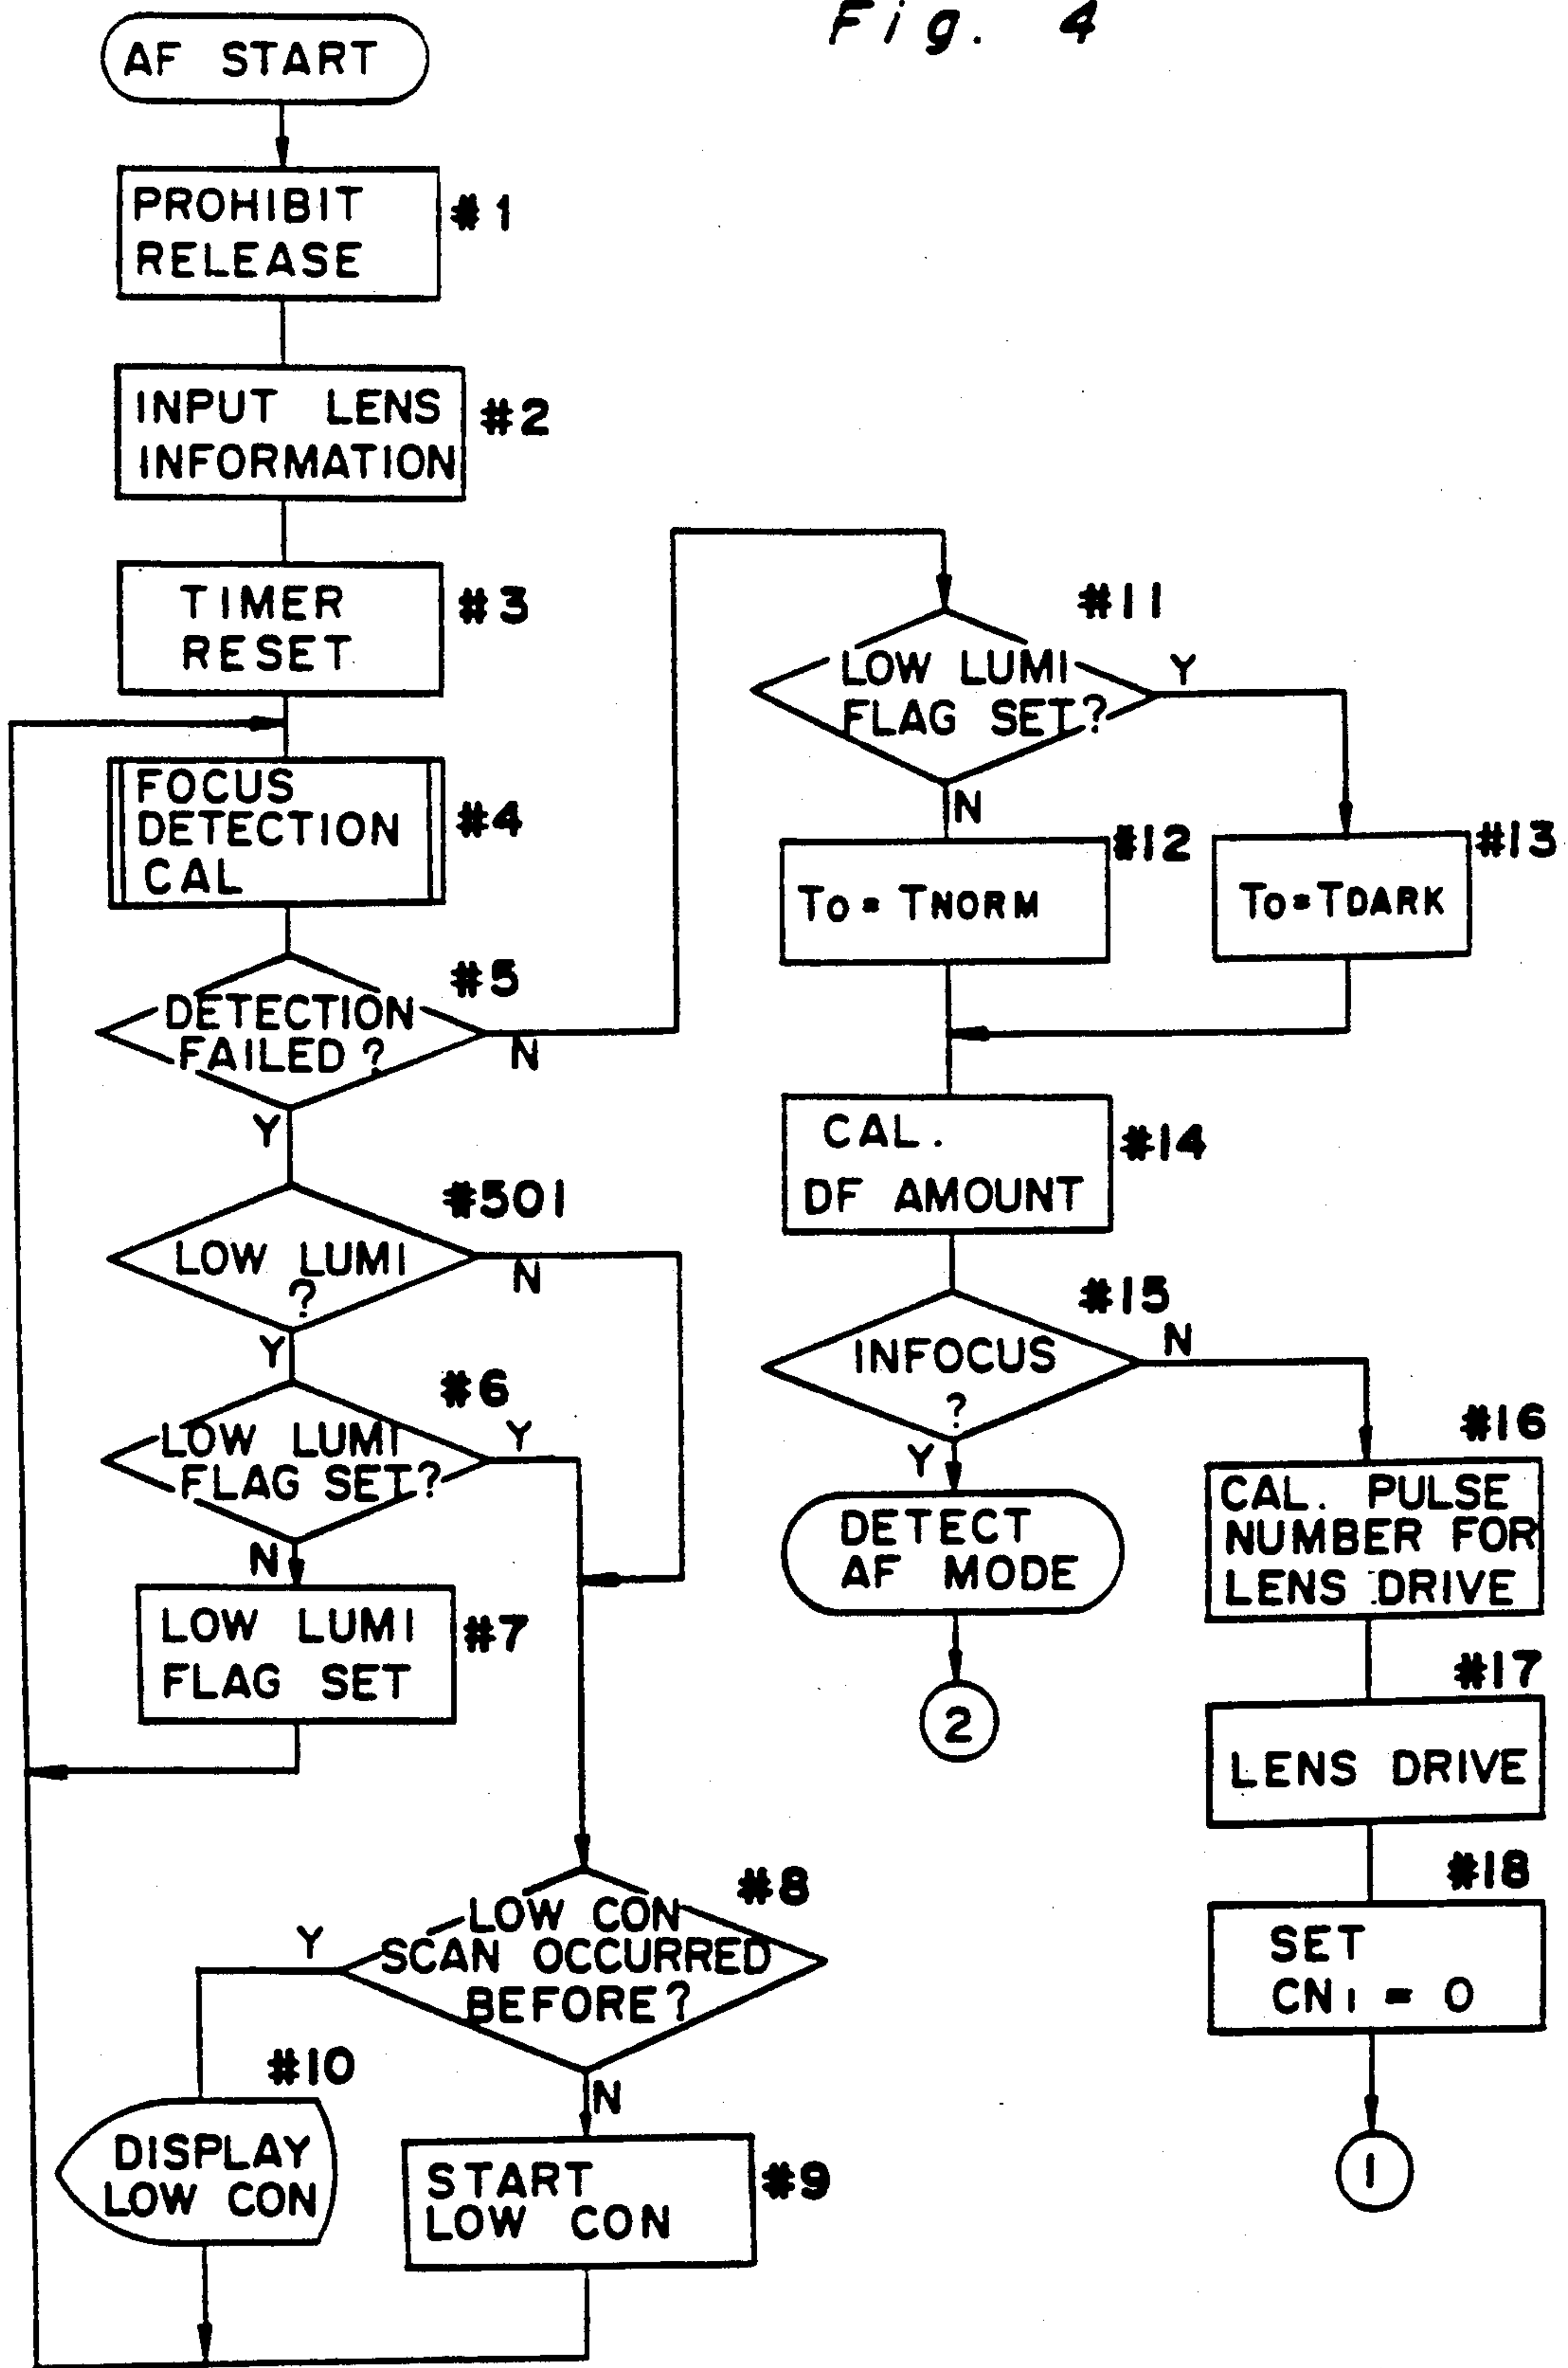 Fig. 4
AF START
PROHIBIT
RELEASE
#1
INPUT LENS
INFORMATION
#2
TIMER
RESET
#3
FOCUS
DETECTION
CAL
#4
DETECTION
FAILED?
#5
N
Y
LOW LUMI
?
#501
N
Y
LOW LUMI
FLAG SET?
#6
Y
N
LOW LUMI
FLAG SET
#7
LOW CON
SCAN OCCURRED
BEFORE?
#8
Y
N
DISPLAY
LOW CON
#10
START
LOW CON
#9
LOW LUMI
FLAG SET?
#11
Y
N
To = TNORM
#12
To = TDARK
#13
CAL.
DF AMOUNT
#14
INFOCUS
?
#15
N
Y
DETECT
AF MODE
2
#16
CAL. PULSE
NUMBER FOR
LENS DRIVE
#17
LENS DRIVE
#18
SET
CN1 = 0
1